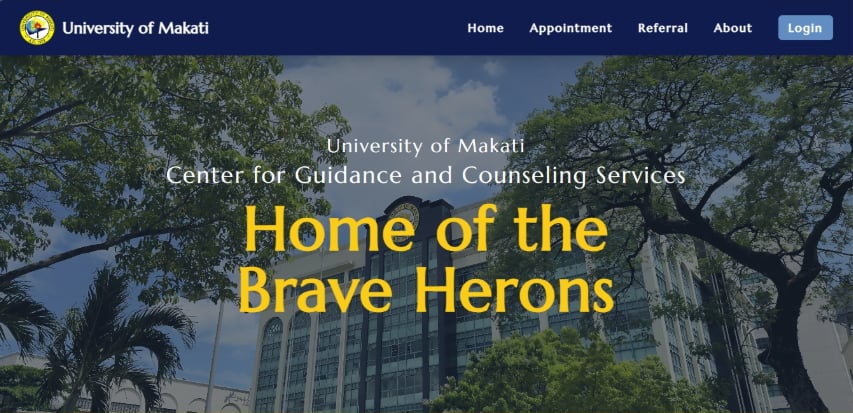 University of Makati
Home
Appointment
Referral
About
Login
University of Makati
Center for Guidance and Counseling Services
Home of the
Brave Herons